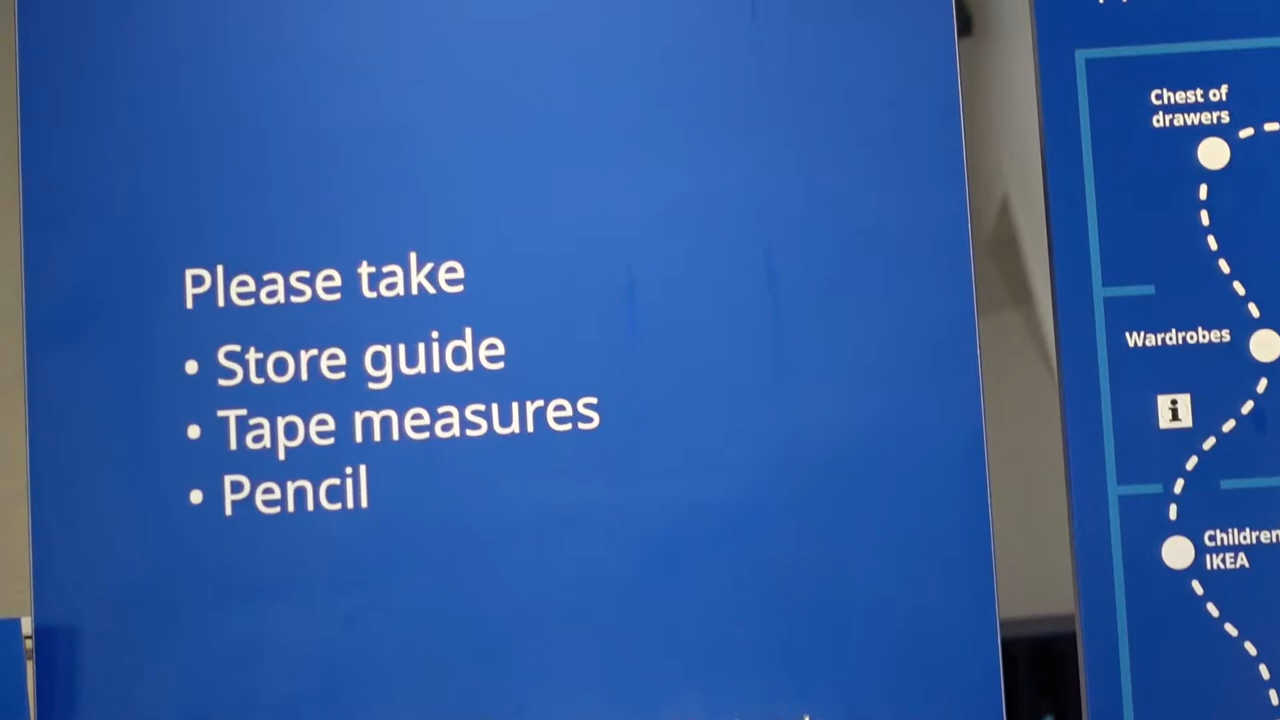 Please take
• Store guide
• Tape measures
• Pencil
Chest of
drawers
Wardrobes
i
Children
IKEA